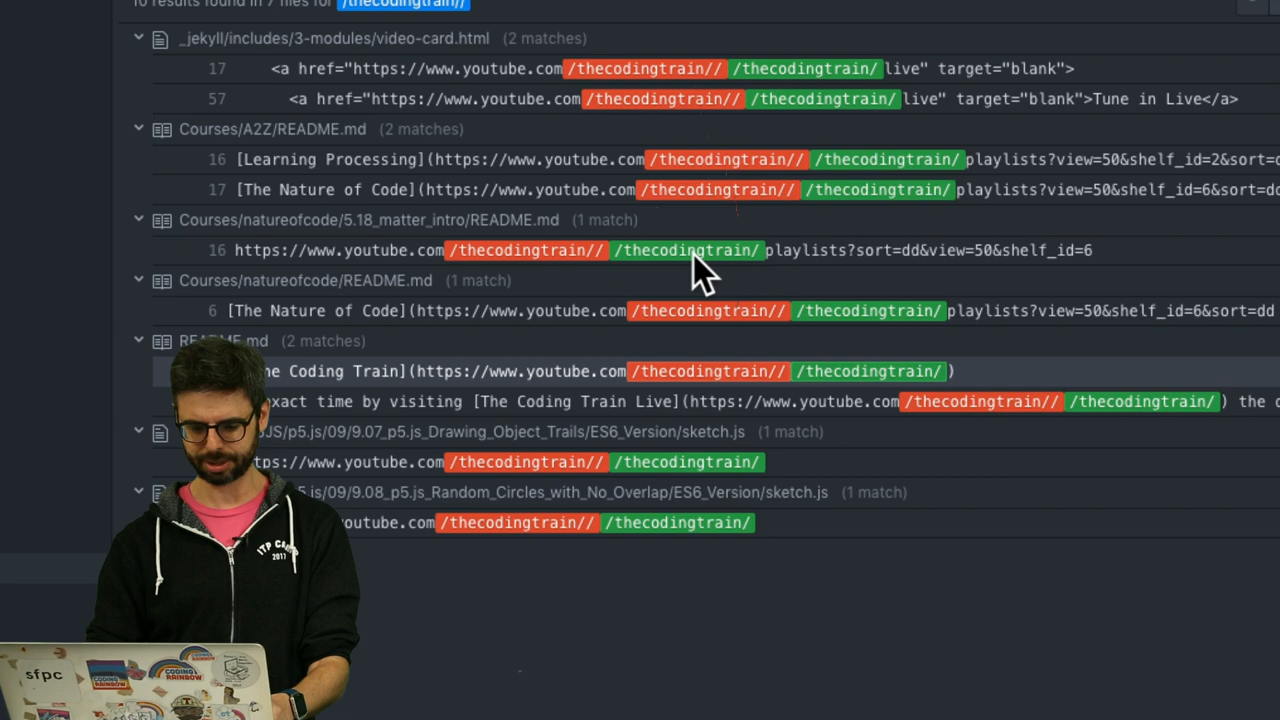 10 results found in 7 files for /thecodingtrain//
_jekyll/includes/3-modules/video-card.html (2 matches)
17 <a href="https://www.youtube.com/thecodingtrain// /thecodingtrain/live" target="blank">
57 <a href="https://www.youtube.com/thecodingtrain// /thecodingtrain/live" target="blank">Tune in Live</a>
Courses/A2Z/README.md (2 matches)
16 [Learning Processing](https://www.youtube.com/thecodingtrain// /thecodingtrain/playlists?view=50&shelf_id=2&sort=d
17 [The Nature of Code](https://www.youtube.com/thecodingtrain// /thecodingtrain/playlists?view=50&shelf_id=6&sort=dd
Courses/natureofcode/5.18_matter_intro/README.md (1 match)
16 https://www.youtube.com/thecodingtrain// /thecodingtrain/playlists?sort=dd&view=50&shelf_id=6
Courses/natureofcode/README.md (1 match)
6 [The Nature of Code](https://www.youtube.com/thecodingtrain// /thecodingtrain/playlists?view=50&shelf_id=6&sort=dd
README.md (2 matches)
he Coding Train](https://www.youtube.com/thecodingtrain// /thecodingtrain/)
exact time by visiting [The Coding Train Live](https://www.youtube.com/thecodingtrain// /thecodingtrain/) the
JS/p5.js/09/9.07_p5.js_Drawing_Object_Trails/ES6_Version/sketch.js (1 match)
tps://www.youtube.com/thecodingtrain// /thecodingtrain/
5.js/09/9.08_p5.js_Random_Circles_with_No_Overlap/ES6_Version/sketch.js (1 match)
youtube.com/thecodingtrain// /thecodingtrain/
ITP CAMP
2017
sfpc
CODING
RAINBOW
CODING
RAINBOW